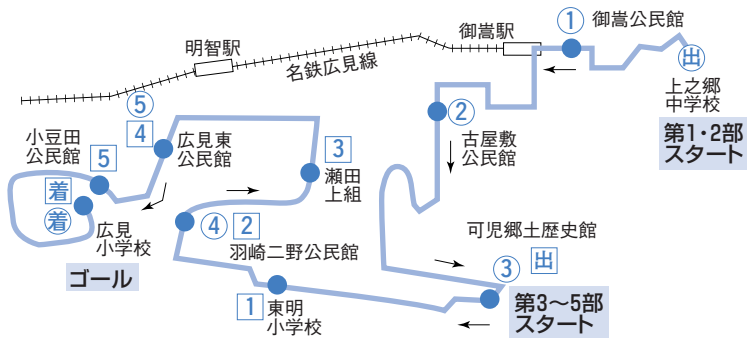 ① 御嵩公民館
御嵩駅
明智駅
名鉄広見線
出
上之郷
中学校
第1・2部
スタート
②
古屋敷
公民館
⑤
4
広見東
公民館
小豆田
公民館
5
3
瀬田
上組
着
着
広見
小学校
ゴール
④ 2
羽崎二野公民館
可児郷土歴史館
③ 出
第3〜5部
スタート
1
東明
小学校